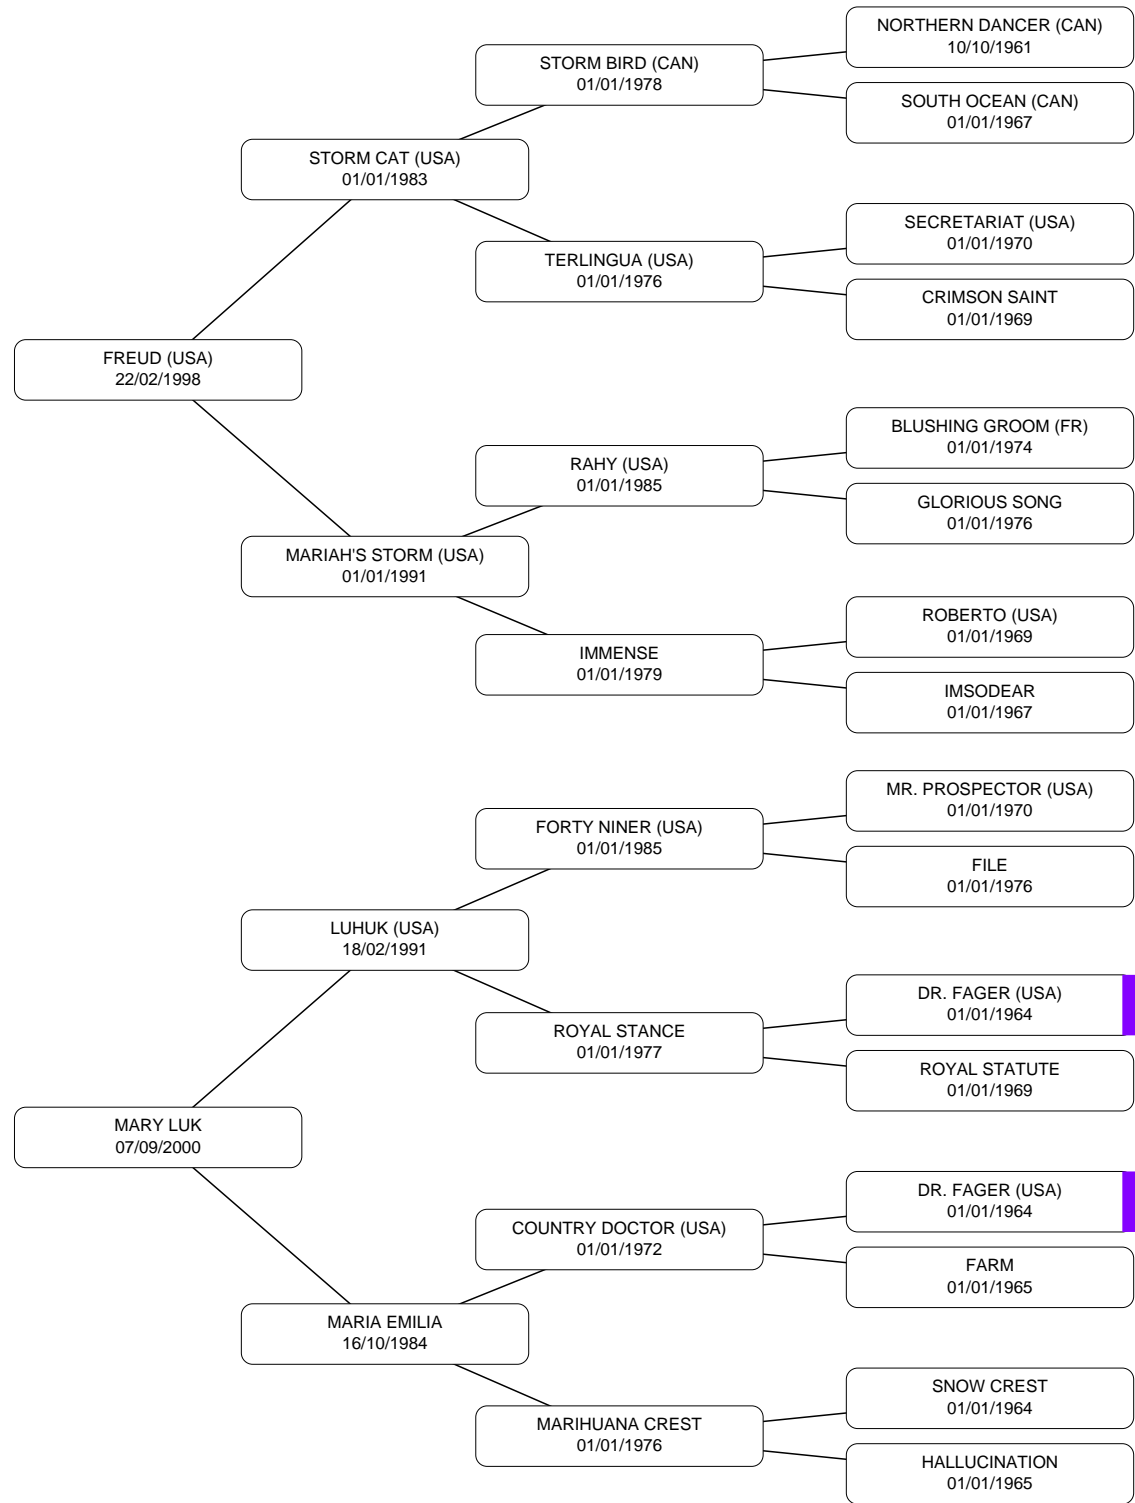 NORTHERN DANCER (CAN)
10/10/1961
STORM BIRD (CAN)
01/01/1978
SOUTH OCEAN (CAN)
01/01/1967
STORM CAT (USA)
01/01/1983
SECRETARIAT (USA)
01/01/1970
TERLINGUA (USA)
01/01/1976
CRIMSON SAINT
01/01/1969
FREUD (USA)
22/02/1998
BLUSHING GROOM (FR)
01/01/1974
RAHY (USA)
01/01/1985
GLORIOUS SONG
01/01/1976
MARIAH'S STORM (USA)
01/01/1991
ROBERTO (USA)
01/01/1969
IMMENSE
01/01/1979
IMSODEAR
01/01/1967
MR. PROSPECTOR (USA)
01/01/1970
FORTY NINER (USA)
01/01/1985
FILE
01/01/1976
LUHUK (USA)
18/02/1991
DR. FAGER (USA)
01/01/1964
ROYAL STANCE
01/01/1977
ROYAL STATUTE
01/01/1969
MARY LUK
07/09/2000
DR. FAGER (USA)
01/01/1964
COUNTRY DOCTOR (USA)
01/01/1972
FARM
01/01/1965
MARIA EMILIA
16/10/1984
SNOW CREST
01/01/1964
MARIHUANA CREST
01/01/1976
HALLUCINATION
01/01/1965